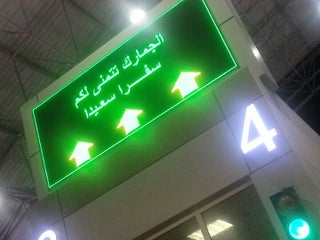 الجمارك تتمنى لكم
سفرا سعيدا
4